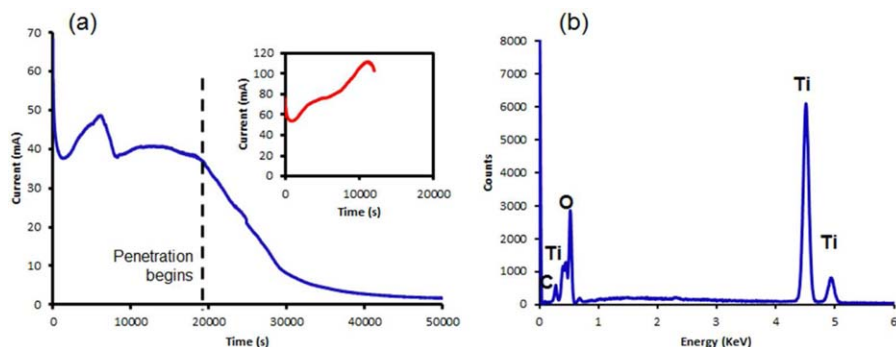 (a)
70
60
50
40
30
20
10
0
Current (mA)
0 10000 20000 30000 40000 50000
Time (s)
Penetration
begins
120
100
80
60
40
20
0
Current (mA)
0 10000 20000
Time (s)
(b)
8000
7000
6000
5000
4000
3000
2000
1000
0
Counts
C
Ti
O
Ti
Ti
0 1 2 3 4 5 6
Energy (KeV)